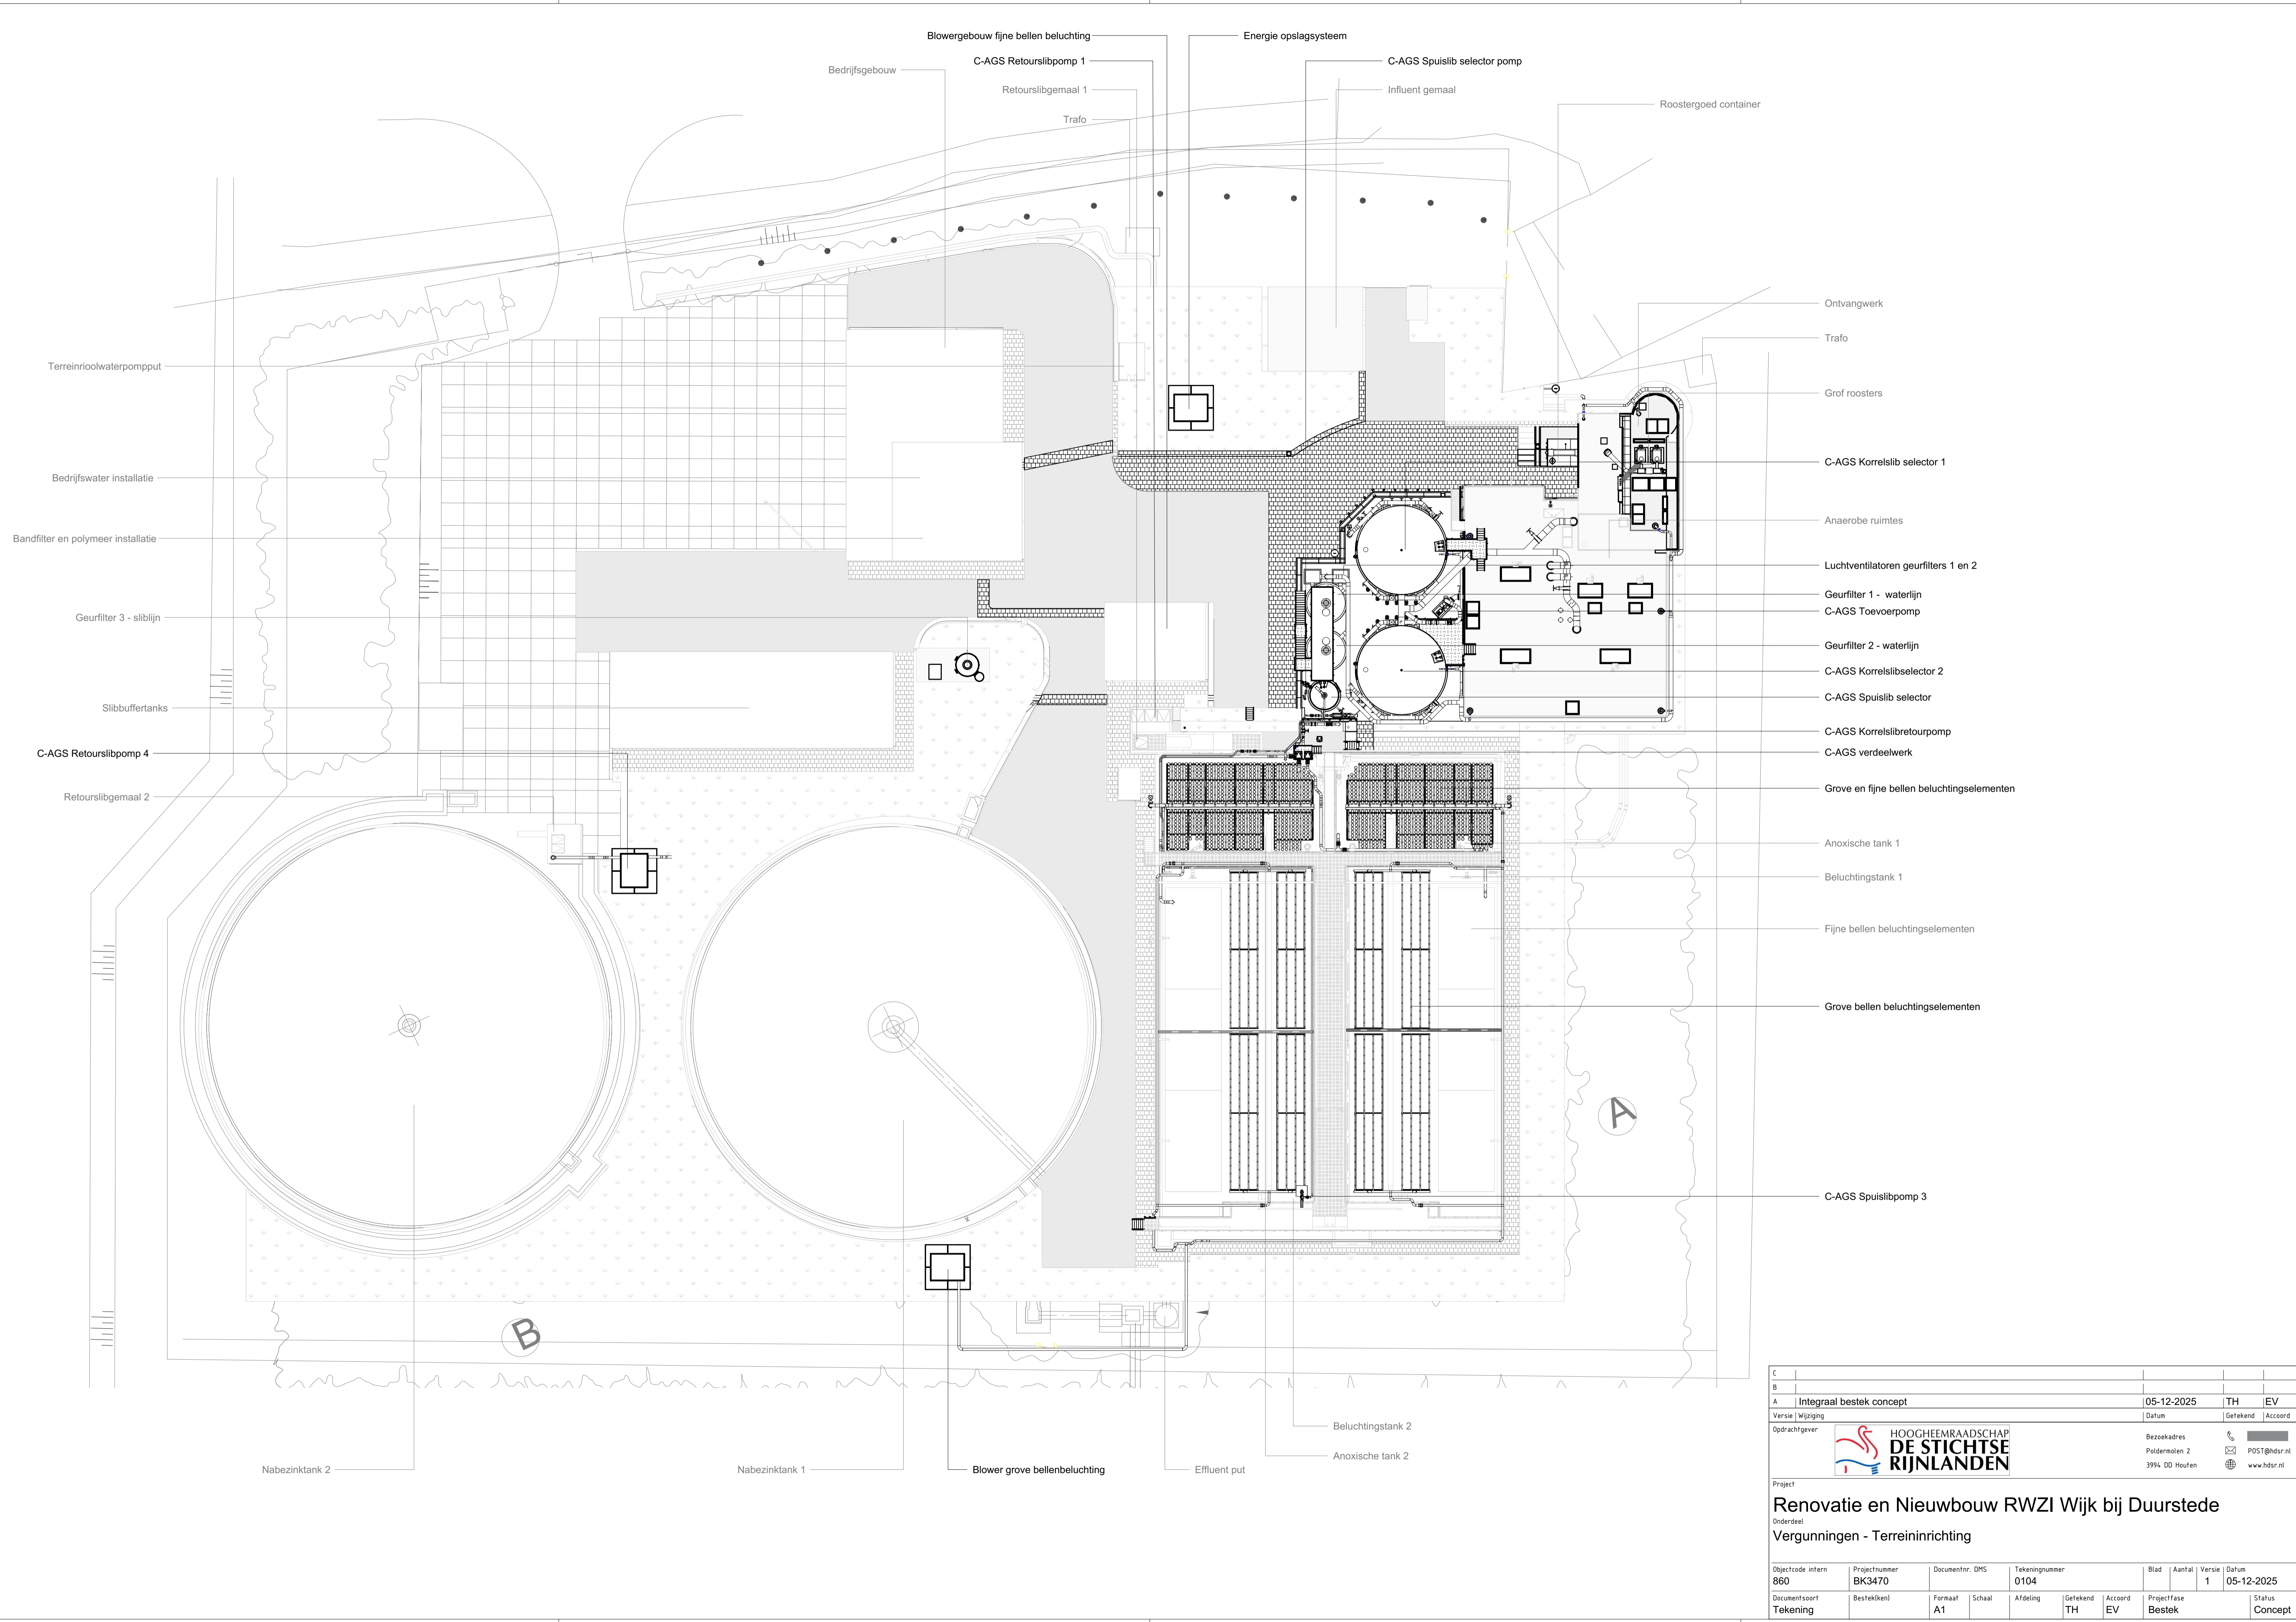 Blowergebouw fijne bellen beluchting
Energie opslagsysteem
C-AGS Retourslibpomp 1
C-AGS Spuislib selector pomp
Bedrijfsgebouw
Retourslibgemaal 1
Influent gemaal
Roostergoed container
Trafo
Ontvangwerk
Trafo
Terreinrioolwaterpompput
Grof roosters
C-AGS Korrelslib selector 1
Bedrijfswater installatie
Anaerobe ruimtes
Bandfilter en polymeer installatie
Luchtventilatoren geurfilters 1 en 2
Geurfilter 1 - waterlijn
C-AGS Toevoerpomp
Geurfilter 3 - sliblijn
Geurfilter 2 - waterlijn
C-AGS Korrelslibselector 2
C-AGS Spuislib selector
Slibbuffertanks
C-AGS Korrelslibretourpomp
C-AGS Retourslibpomp 4
C-AGS verdeelwerk
Grove en fijne bellen beluchtingselementen
Retourslibgemaal 2
Anoxische tank 1
Beluchtingstank 1
Fijne bellen beluchtingselementen
Grove bellen beluchtingselementen
A
C-AGS Spuislibpomp 3
B
Beluchtingstank 2
Anoxische tank 2
Nabezinktank 2
Nabezinktank 1
Blower grove bellenbeluchting
Effluent put
C
B
A Integraal bestek concept 05-12-2025 TH EV
Versie Wijziging Datum Getekend Accoord
Opdrachtgever
HOOGHEEMRAADSCHAP
DE STICHTSE
RIJNLANDEN
Bezoekadres
Poldermolen 2 POST@hdsr.nl
3994 DD Houten www.hdsr.nl
Project
Renovatie en Nieuwbouw RWZI Wijk bij Duurstede
Onderdeel
Vergunningen - Terreininrichting
Objectcode intern Projectnummer Documentnr. DMS Tekeningnummer Blad Aantal Versie Datum
860 BK3470 0104 1 05-12-2025
Documentsoort Bestek(ken) Formaat Schaal Afdeling Getekend Accoord Projectfase Status
Tekening A1 TH EV Bestek Concept